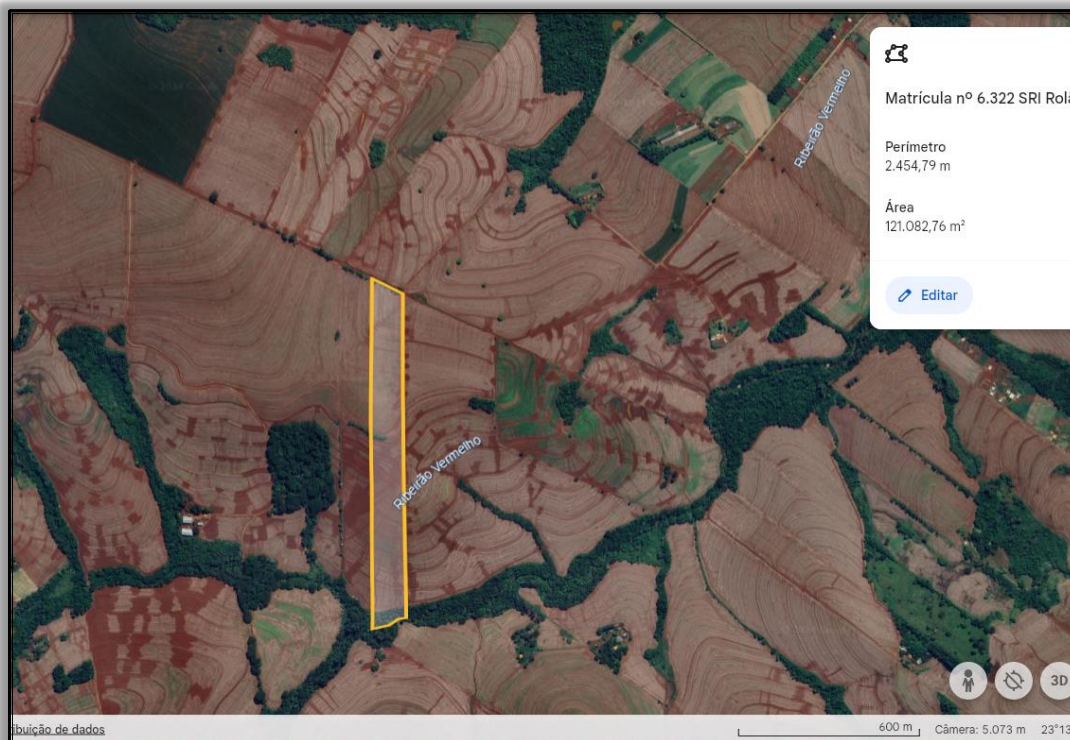 Ribeirão Vermelho
Matrícula nº 6.322 SRI Rolâ
Perímetro
2.454,79 m
Área
121.082,76 m²
Editar
Ribeirão Vermelho
3D
ibuição de dados
600 m
Câmera: 5.073 m
23°13